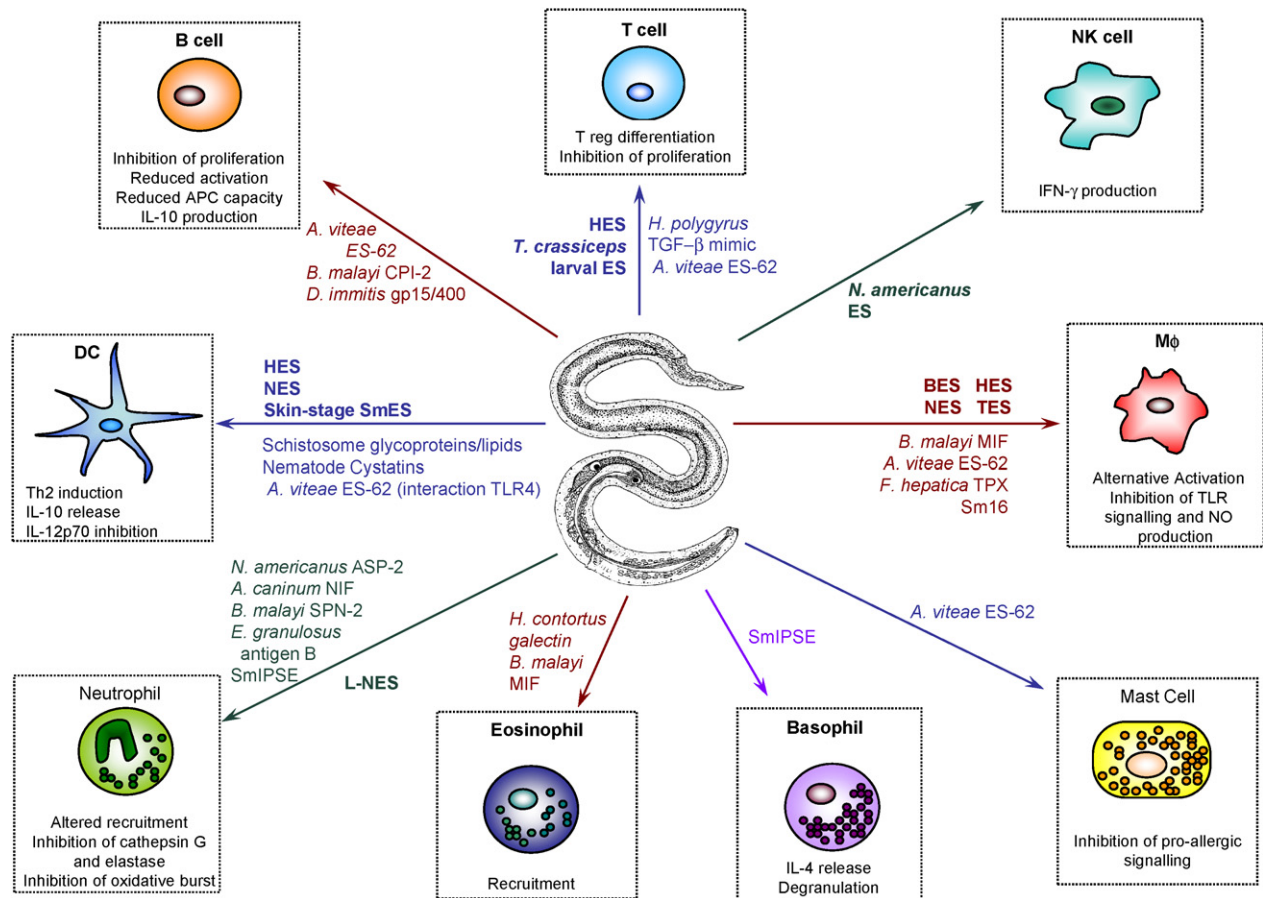 B cell
Inhibition of proliferation
Reduced activation
Reduced APC capacity
IL-10 production
T cell
T reg differentiation
Inhibition of proliferation
NK cell
IFN-γ production
A. viteae
ES-62
B. malayi CPI-2
D. immitis gp15/400
HES
T. crassiceps
larval ES
H. polygyrus
TGF–β mimic
A. viteae ES-62
N. americanus
ES
DC
Th2 induction
IL-10 release
IL-12p70 inhibition
HES
NES
Skin-stage SmES
Schistosome glycoproteins/lipids
Nematode Cystatins
A. viteae ES-62 (interaction TLR4)
BES HES
NES TES
B. malayi MIF
A. viteae ES-62
F. hepatica TPX
Sm16
Mϕ
Alternative Activation
Inhibition of TLR
signalling and NO
production
N. americanus ASP-2
A. caninum NIF
B. malayi SPN-2
E. granulosus
antigen B
SmIPSE
L-NES
H. contortus
galectin
B. malayi
MIF
SmIPSE
A. viteae ES-62
Neutrophil
Altered recruitment
Inhibition of cathepsin G
and elastase
Inhibition of oxidative burst
Eosinophil
Recruitment
Basophil
IL-4 release
Degranulation
Mast Cell
Inhibition of pro-allergic
signalling